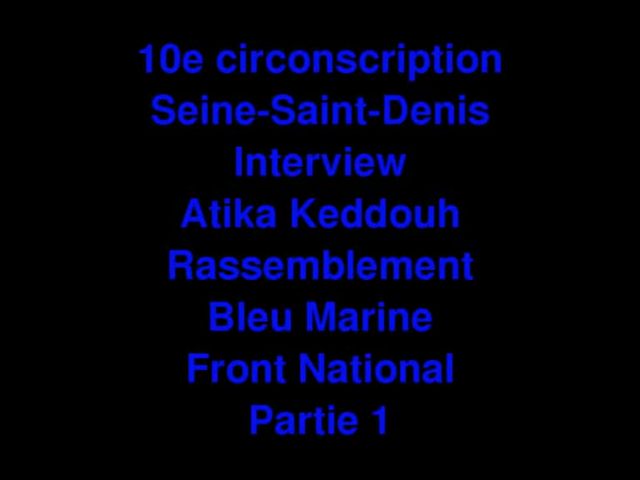 10e circonscription
Seine-Saint-Denis
Interview
Atika Keddouh
Rassemblement
Bleu Marine
Front National
Partie 1